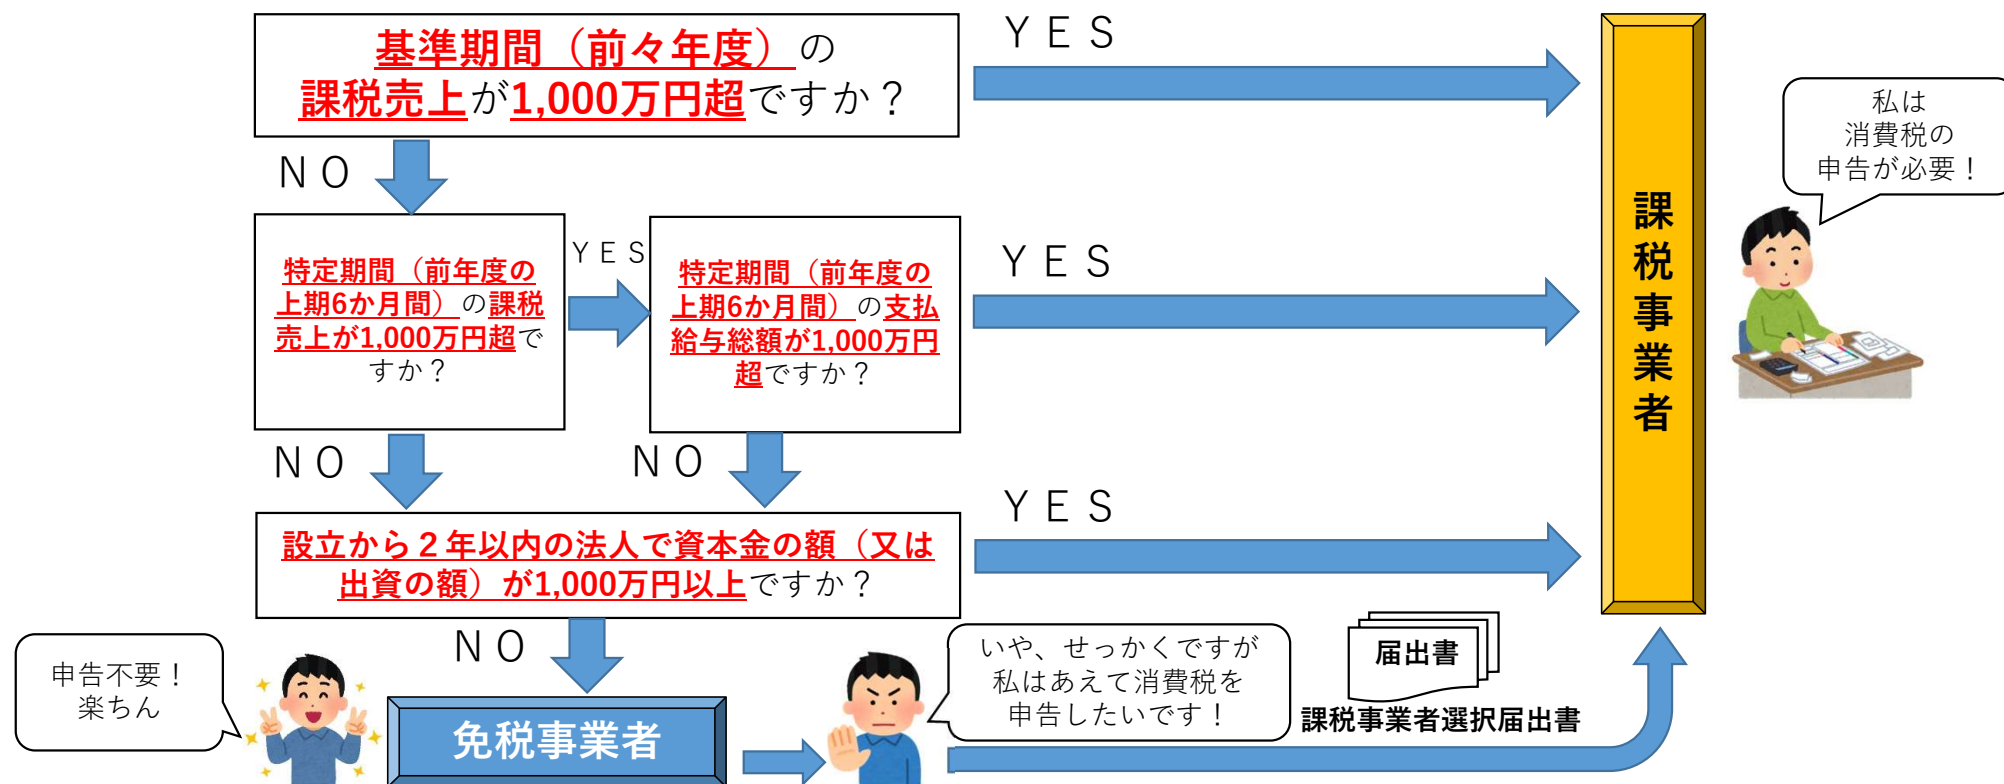 基準期間（前々年度）の
課税売上が1,000万円超ですか？
ＹＥＳ
ＮＯ
特定期間（前年度の
上期6か月間）の課税
売上が1,000万円超で
すか？
ＹＥＳ
特定期間（前年度の
上期6か月間）の支払
給与総額が1,000万円
超ですか？
ＹＥＳ
ＮＯ
ＮＯ
設立から２年以内の法人で資本金の額（又は
出資の額）が1,000万円以上ですか？
ＹＥＳ
ＮＯ
課税事業者
私は
消費税の
申告が必要！
申告不要！
楽ちん
免税事業者
いや、せっかくですが
私はあえて消費税を
申告したいです！
届出書
課税事業者選択届出書